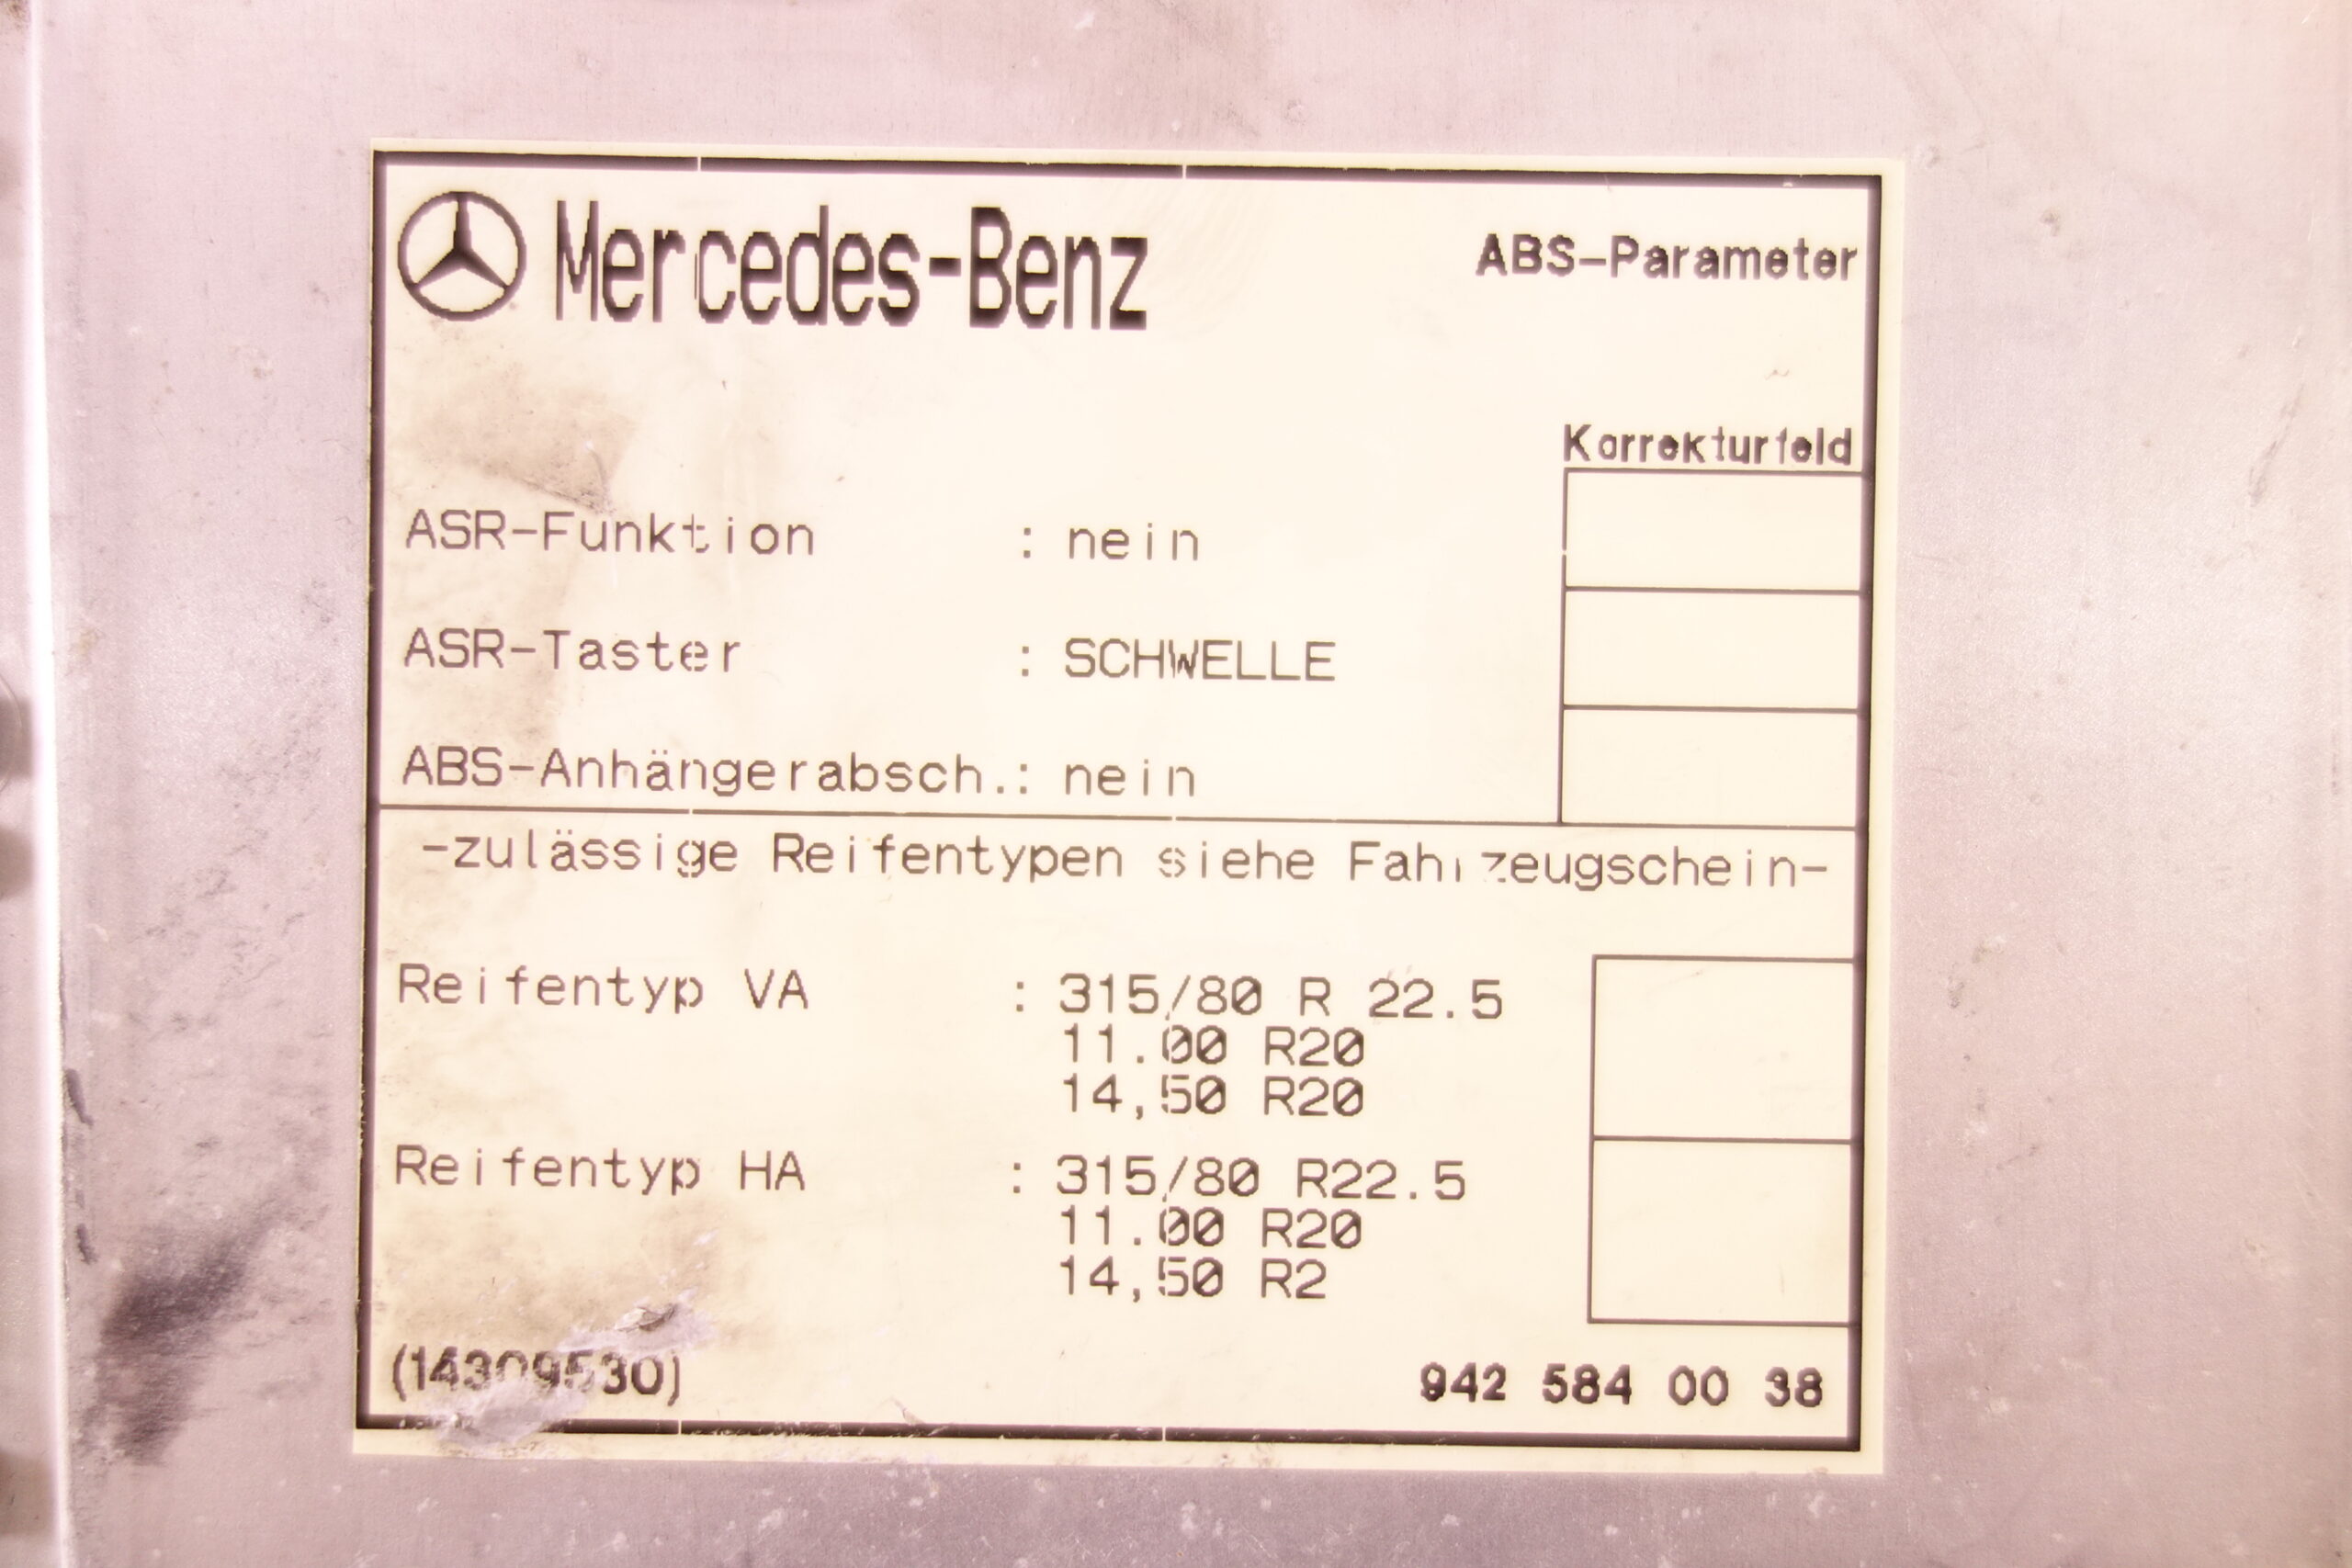 Mercedes-Benz ABS-Parameter
Korrekturfeld
ASR-Funktion : nein
ASR-Taster : SCHWELLE
ABS-Anhängerabsch.: nein
-zulässige Reifentypen siehe Fahrzeugschein-
Reifentyp VA : 315/80 R 22.5
11.00 R20
14,50 R20
Reifentyp HA : 315/80 R22.5
11.00 R20
14,50 R2
(14309530) 942 584 00 38